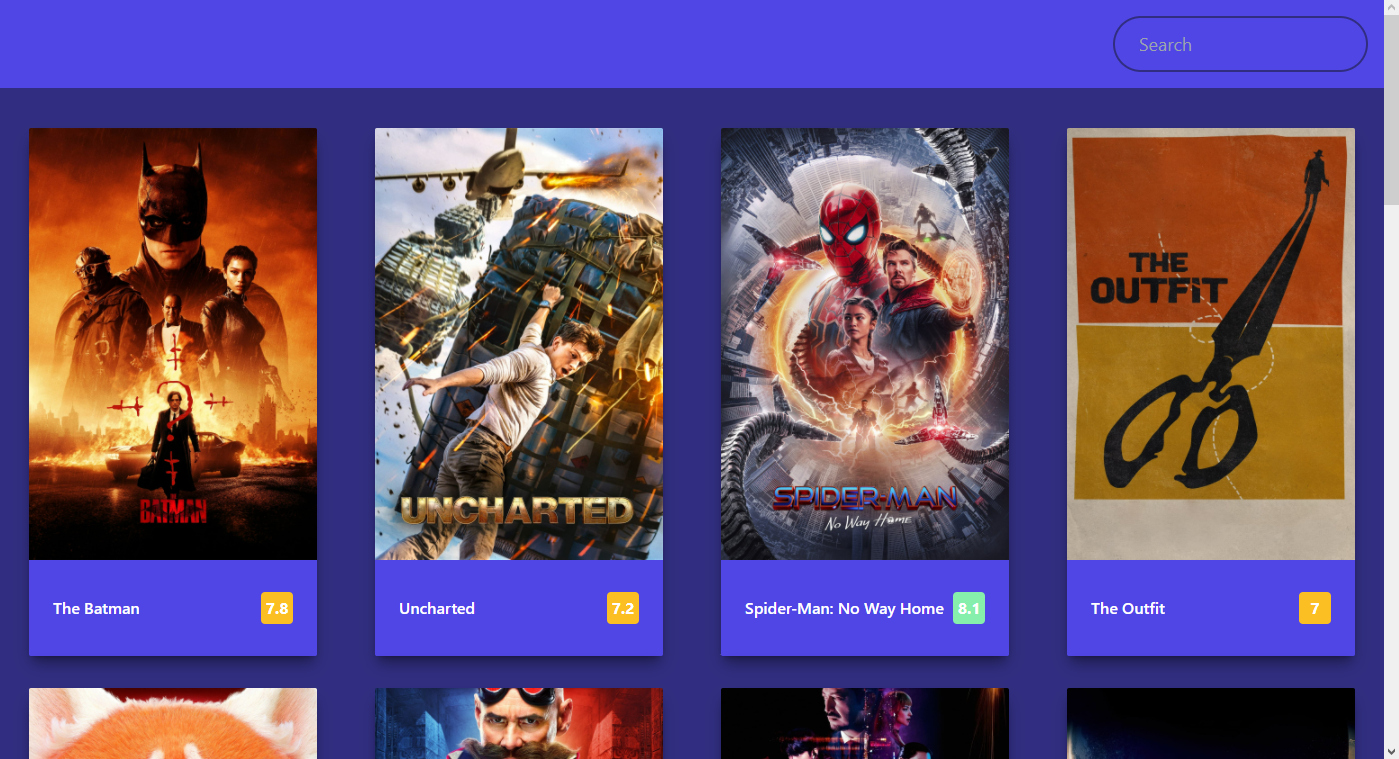 Search
BATMAN
UNCHARTED
SPIDER-MAN
No Way Home
THE
OUTFIT
The Batman 7.8
Uncharted 7.2
Spider-Man: No Way Home 8.1
The Outfit 7